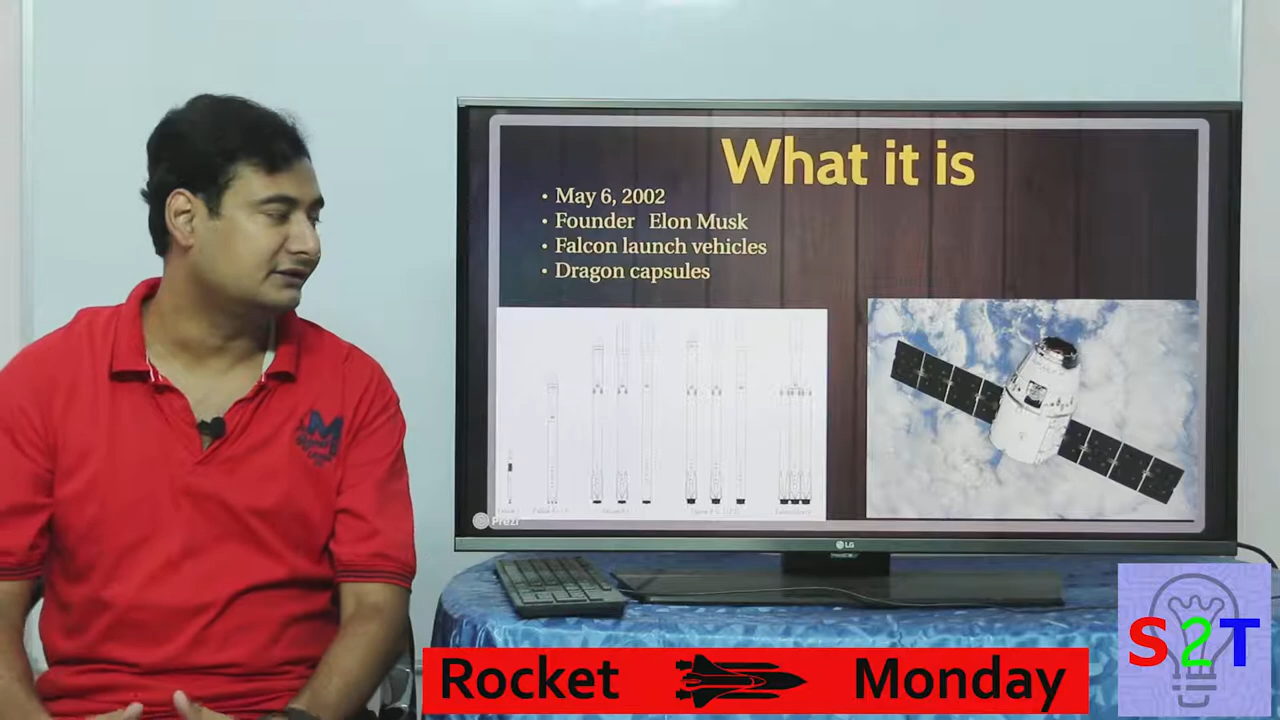 What it is
• May 6, 2002
• Founder Elon Musk
• Falcon launch vehicles
• Dragon capsules
Prezi
LG
Rocket Monday
S2T